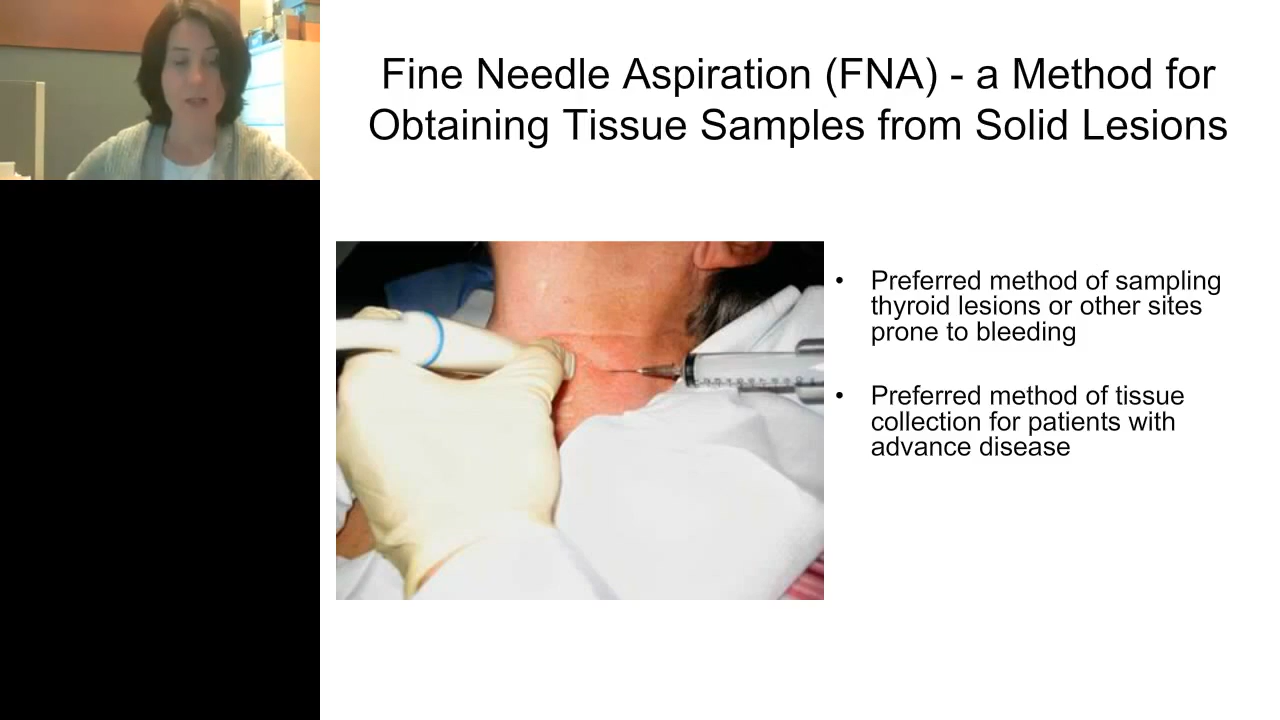 Fine Needle Aspiration (FNA) - a Method for
Obtaining Tissue Samples from Solid Lesions
• Preferred method of sampling
thyroid lesions or other sites
prone to bleeding
• Preferred method of tissue
collection for patients with
advance disease